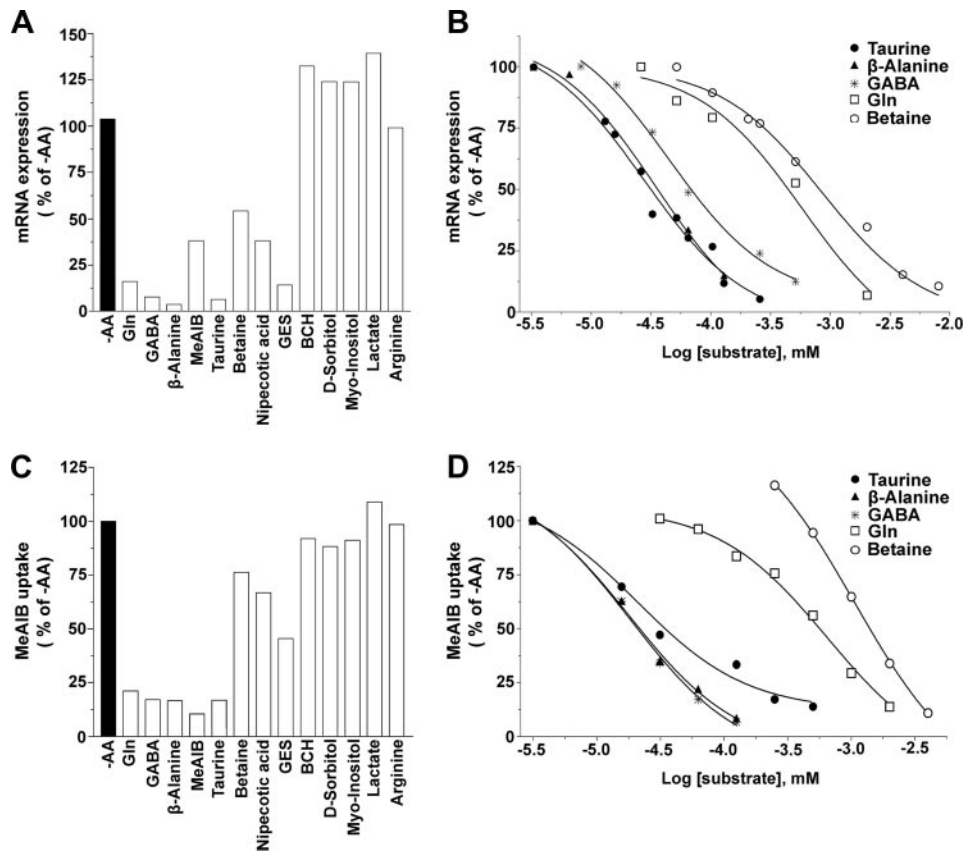 A
mRNA expression
( % of -AA)
150
125
100
75
50
25
0
-AA
Gln
GABA
β-Alanine
MeAIB
Taurine
Betaine
Nipecotic acid
GES
BCH
D-Sorbitol
Myo-Inositol
Lactate
Arginine
B
mRNA expression
( % of -AA)
100
75
50
25
0
-5.5 -5.0 -4.5 -4.0 -3.5 -3.0 -2.5 -2.0
Log [substrate], mM
Taurine
β-Alanine
GABA
Gln
Betaine
C
MeAIB uptake
( % of -AA)
125
100
75
50
25
0
-AA
Gln
GABA
β-Alanine
MeAIB
Taurine
Betaine
Nipecotic acid
GES
BCH
D-Sorbitol
Myo-Inositol
Lactate
Arginine
D
MeAIB uptake
( % of -AA)
125
100
75
50
25
0
-5.5 -5.0 -4.5 -4.0 -3.5 -3.0 -2.5
Log [substrate], mM
Taurine
β-Alanine
GABA
Gln
Betaine